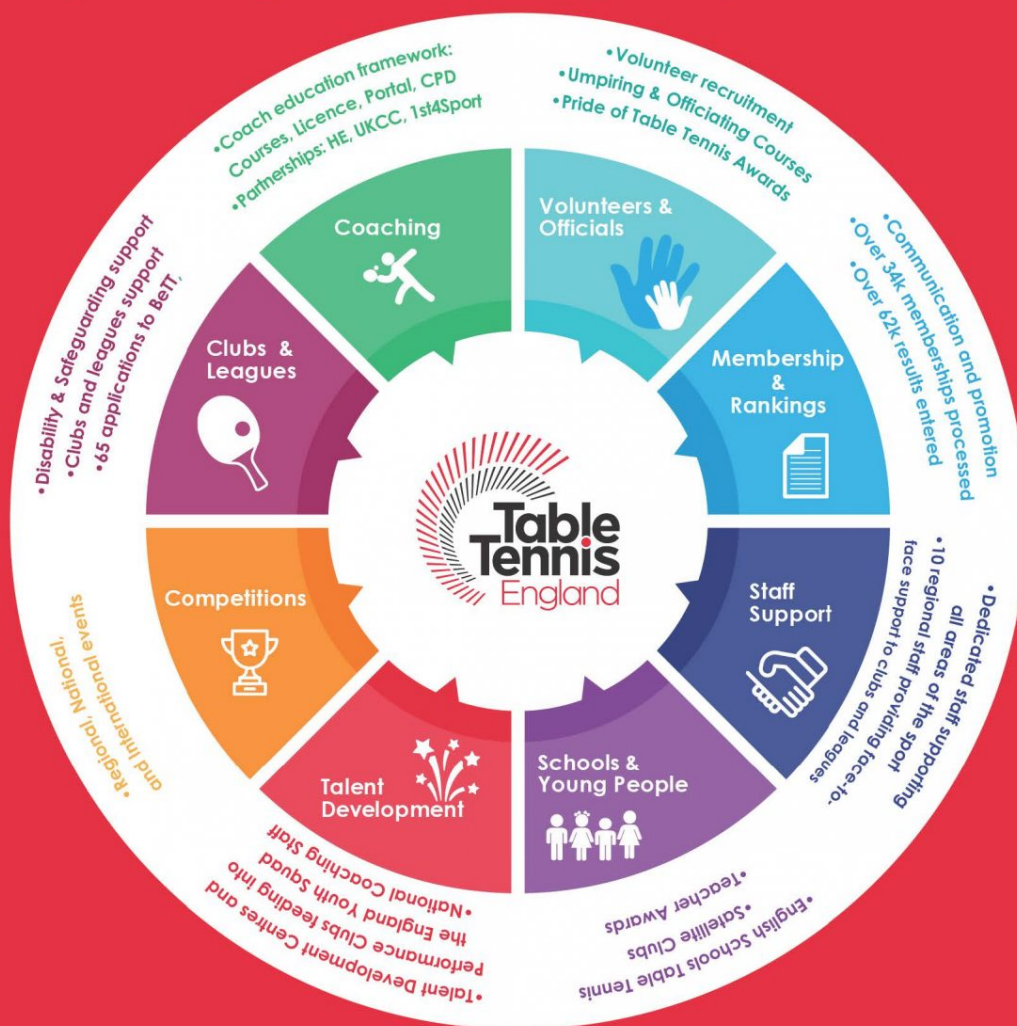 •Coach education framework:
Courses, Licence, Portal, CPD
•Partnerships: HE, UKCC, 1st4Sport
Coaching
•Volunteer recruitment
•Umpiring & Officiating Courses
•Pride of Table Tennis Awards
Volunteers &
Officials
•Communication and promotion
•Over 34k memberships processed
•Over 62k results entered
Membership
&
Rankings
•Dedicated staff supporting
all areas of the sport
•10 regional staff providing face-to-
face support to clubs and leagues
Staff
Support
Schools &
Young People
•English Schools Table Tennis
•Satellite Clubs
•Teacher Awards
Talent
Development
•Talent Development Centres and
Performance Clubs feeding into
the England Youth Squad
•National Coaching Staff
Competitions
•Regional, National,
and International events
Clubs &
Leagues
•Disability & Safeguarding support
•Clubs and leagues support
•65 applications to BeTT,
Table
Tennis
England